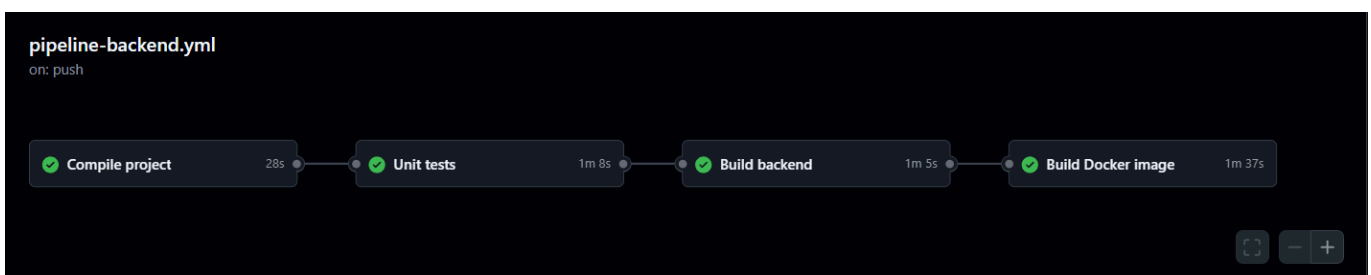 pipeline-backend.yml
on: push
Compile project 28s
Unit tests 1m 8s
Build backend 1m 5s
Build Docker image 1m 37s